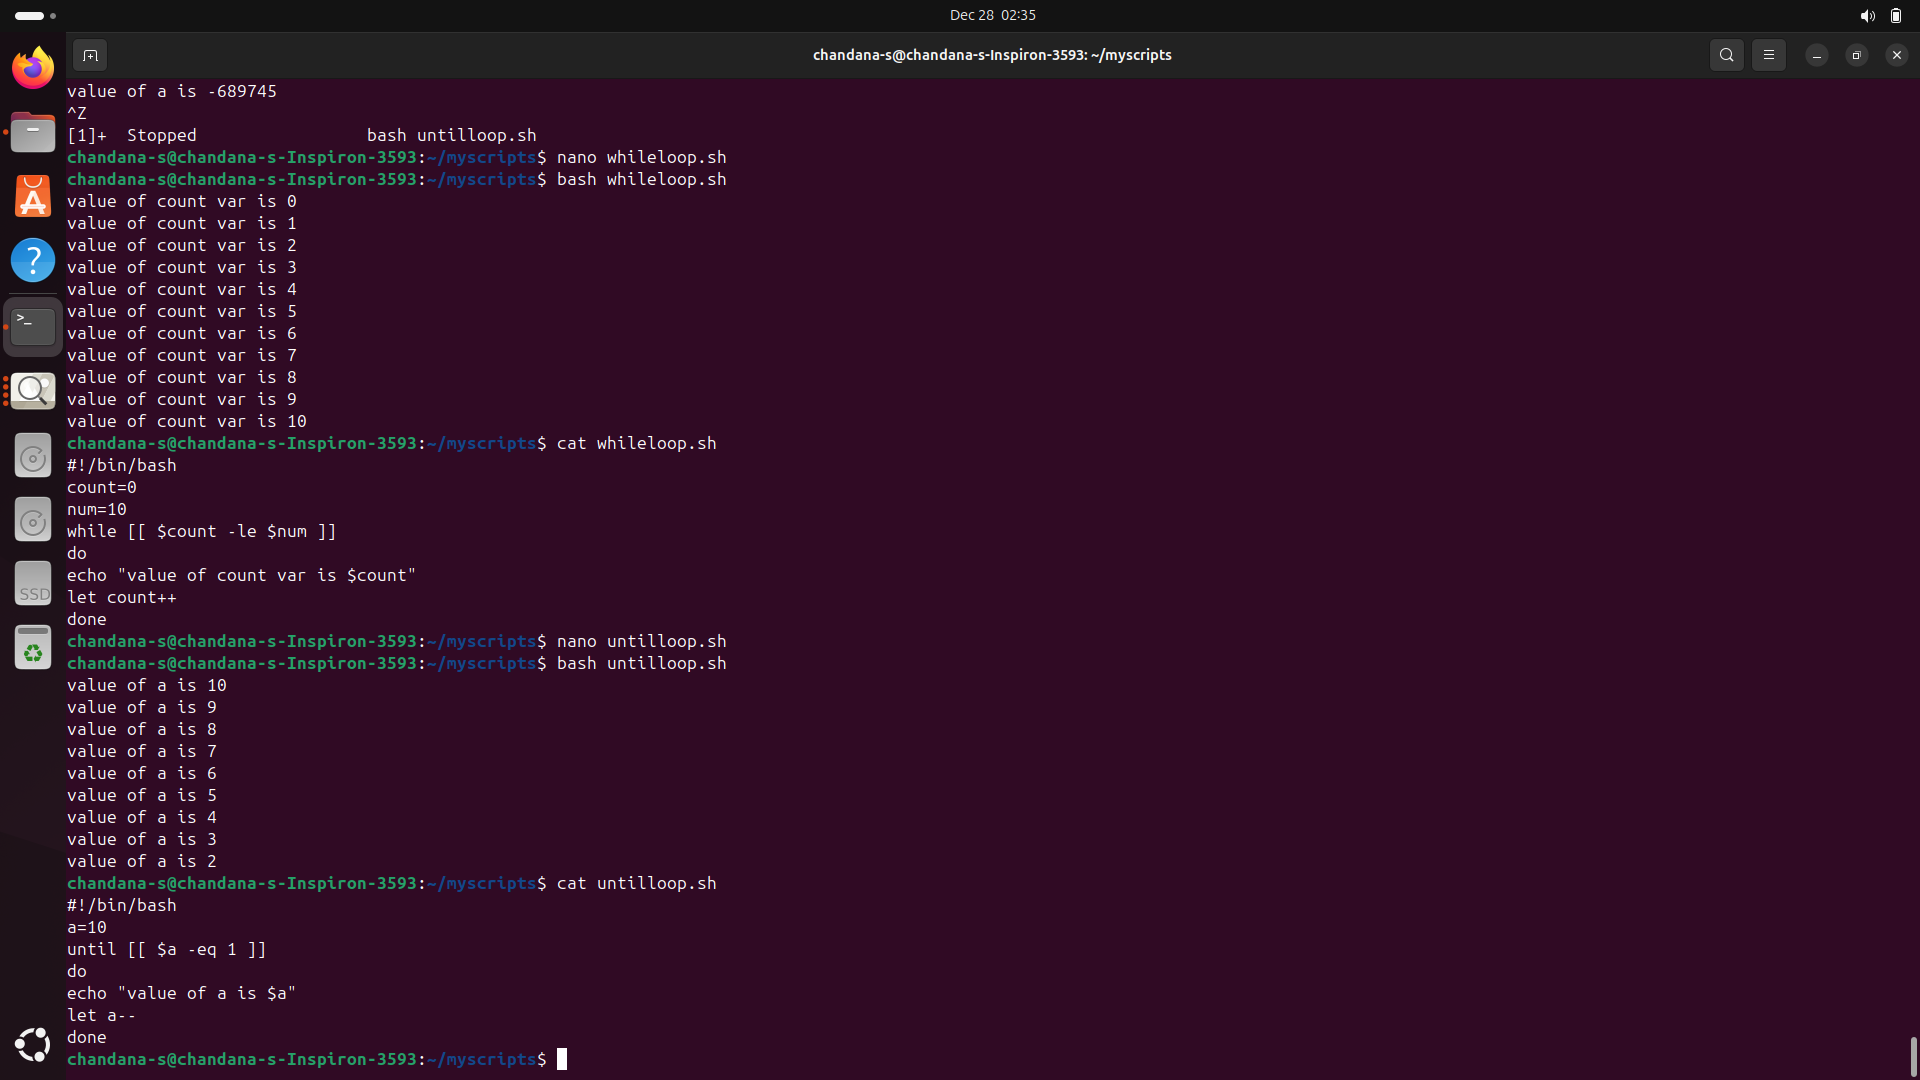 Dec 28 02:35
chandana-s@chandana-s-Inspiron-3593: ~/myscripts
value of a is -689745
^Z
[1]+  Stopped                 bash untilloop.sh
chandana-s@chandana-s-Inspiron-3593:~/myscripts$ nano whileloop.sh
chandana-s@chandana-s-Inspiron-3593:~/myscripts$ bash whileloop.sh
value of count var is 0
value of count var is 1
value of count var is 2
value of count var is 3
value of count var is 4
value of count var is 5
value of count var is 6
value of count var is 7
value of count var is 8
value of count var is 9
value of count var is 10
chandana-s@chandana-s-Inspiron-3593:~/myscripts$ cat whileloop.sh
#!/bin/bash
count=0
num=10
while [[ $count -le $num ]]
do
echo "value of count var is $count"
let count++
done
chandana-s@chandana-s-Inspiron-3593:~/myscripts$ nano untilloop.sh
chandana-s@chandana-s-Inspiron-3593:~/myscripts$ bash untilloop.sh
value of a is 10
value of a is 9
value of a is 8
value of a is 7
value of a is 6
value of a is 5
value of a is 4
value of a is 3
value of a is 2
chandana-s@chandana-s-Inspiron-3593:~/myscripts$ cat untilloop.sh
#!/bin/bash
a=10
until [[ $a -eq 1 ]]
do
echo "value of a is $a"
let a--
done
chandana-s@chandana-s-Inspiron-3593:~/myscripts$
SSD